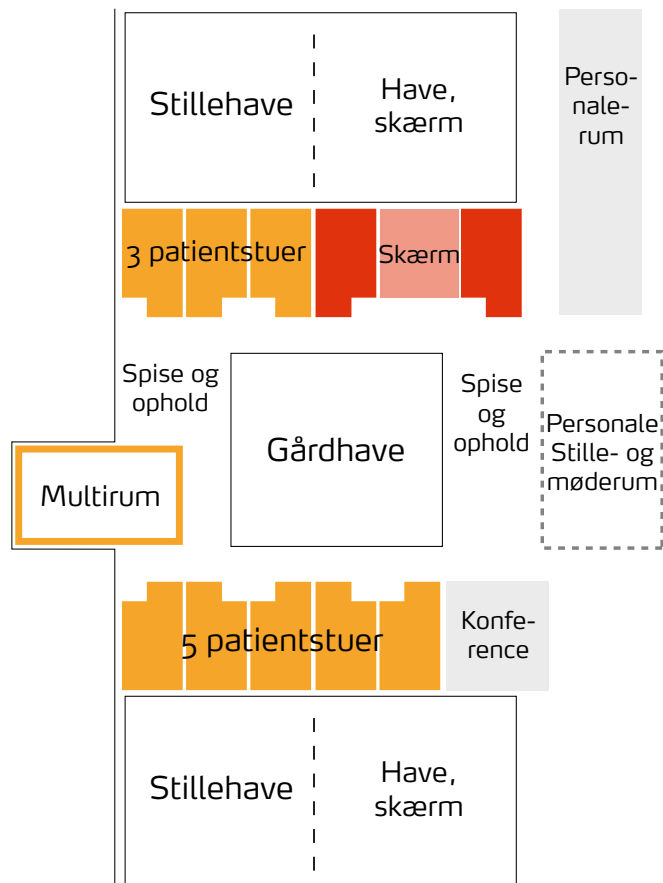 Stillehave
Have,
skærm
Perso-
nale-
rum
3 patientstuer
Skærm
Spise og
ophold
Gårdhave
Spise
og
ophold
Personale
Stille- og
møderum
Multirum
5 patientstuer
Konfe-
rence
Stillehave
Have,
skærm